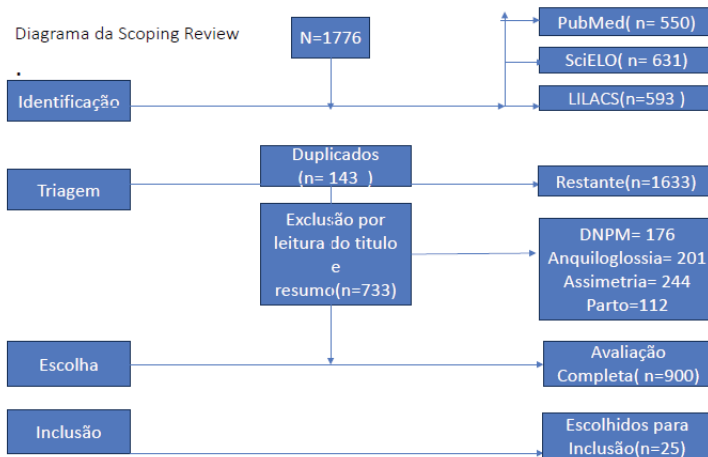 Diagrama da Scoping Review
.
N=1776
PubMed( n= 550)
SciELO( n= 631)
Identificação
LILACS(n=593 )
Duplicados
(n= 143 )
Triagem
Restante(n=1633)
Exclusão por
leitura do titulo
e
resumo(n=733)
DNPM= 176
Anquiloglossia= 201
Assimetria= 244
Parto=112
Escolha
Avaliação
Completa( n=900)
Inclusão
Escolhidos para
Inclusão(n=25)